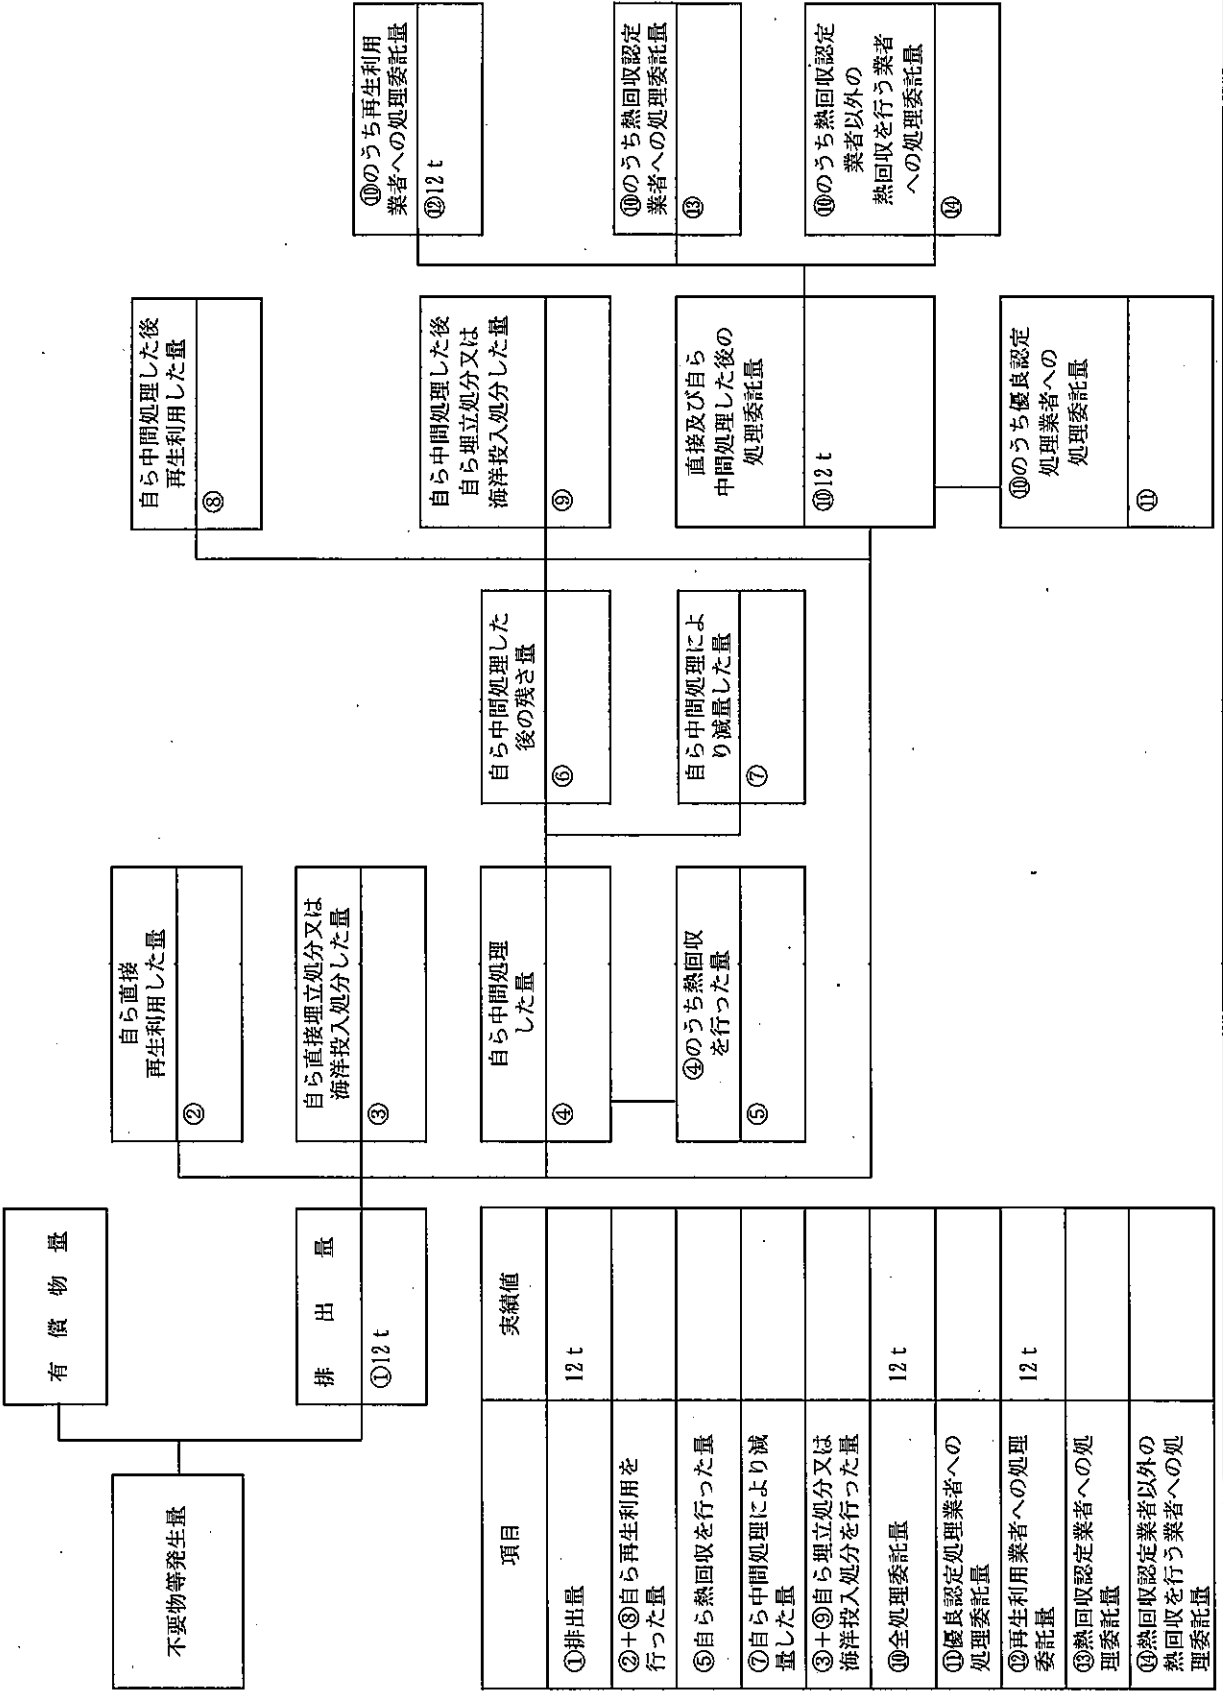 不要物等発生量
有償物量
排出量
①12t
自ら直接
再生利用した量
②
自ら直接埋立処分又は
海洋投入処分した量
③
自ら中間処理
した量
④
④のうち熱回収
を行った量
⑤
自ら中間処理した
後の残さ量
⑥
自ら中間処理によ
り減量した量
⑦
自ら中間処理した後
再生利用した量
⑧
自ら中間処理した後
自ら埋立処分又は
海洋投入処分した量
⑨
直接及び自ら
中間処理した後の
処理委託量
⑩12t
⑩のうち優良認定
処理業者への
処理委託量
⑪
⑩のうち再生利用
業者への処理委託量
⑫12t
⑩のうち熱回収認定
業者への処理委託量
⑬
⑩のうち熱回収認定
業者以外の
熱回収を行う業者
への処理委託量
⑭
項目 実績値
①排出量 12t
②+⑧自ら再生利用を
行った量
⑤自ら熱回収を行った量
⑦自ら中間処理により減
量した量
③+⑨自ら埋立処分又は
海洋投入処分を行った量
⑩全処理委託量 12t
⑪優良認定処理業者への
処理委託量
⑫再生利用業者への処理
委託量 12t
⑬熱回収認定業者への処
理委託量
⑭熱回収認定業者以外の
熱回収を行う業者への処
理委託量